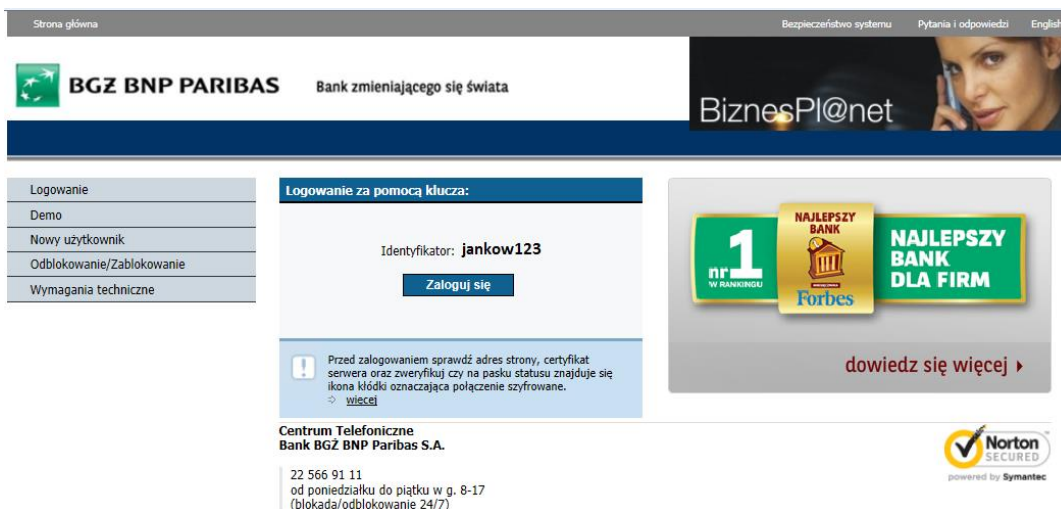 Strona główna
Bezpieczeństwo systemu
Pytania i odpowiedzi
English
BGŻ BNP PARIBAS
Bank zmieniającego się świata
BiznesPl@net
Logowanie
Demo
Nowy użytkownik
Odblokowanie/Zablokowanie
Wymagania techniczne
Logowanie za pomocą klucza:
Identyfikator: jankow123
Zaloguj się
Przed zalogowaniem sprawdź adres strony, certyfikat
serwera oraz zweryfikuj czy na pasku statusu znajduje się
ikona kłódki oznaczająca połączenie szyfrowane.
więcej
nr 1
W RANKINGU
NAJLEPSZY
BANK
Forbes
NAJLEPSZY
BANK
DLA FIRM
dowiedz się więcej
Centrum Telefoniczne
Bank BGŻ BNP Paribas S.A.
22 566 91 11
od poniedziałku do piątku w g. 8-17
(blokada/odblokowanie 24/7)
Norton
SECURED
powered by Symantec